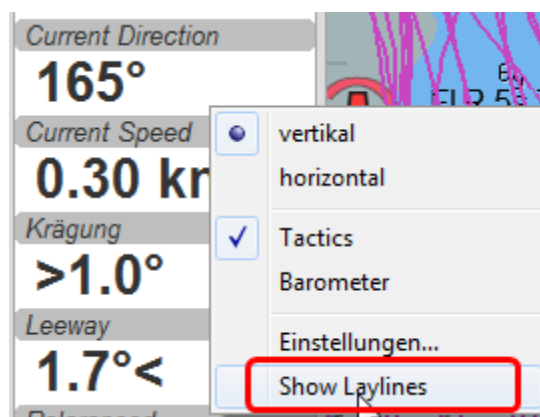 Current Direction
165°
Current Speed
0.30 kn
Krägung
>1.0°
Leeway
1.7°<
vertikal
horizontal
Tactics
Barometer
Einstellungen...
Show Laylines